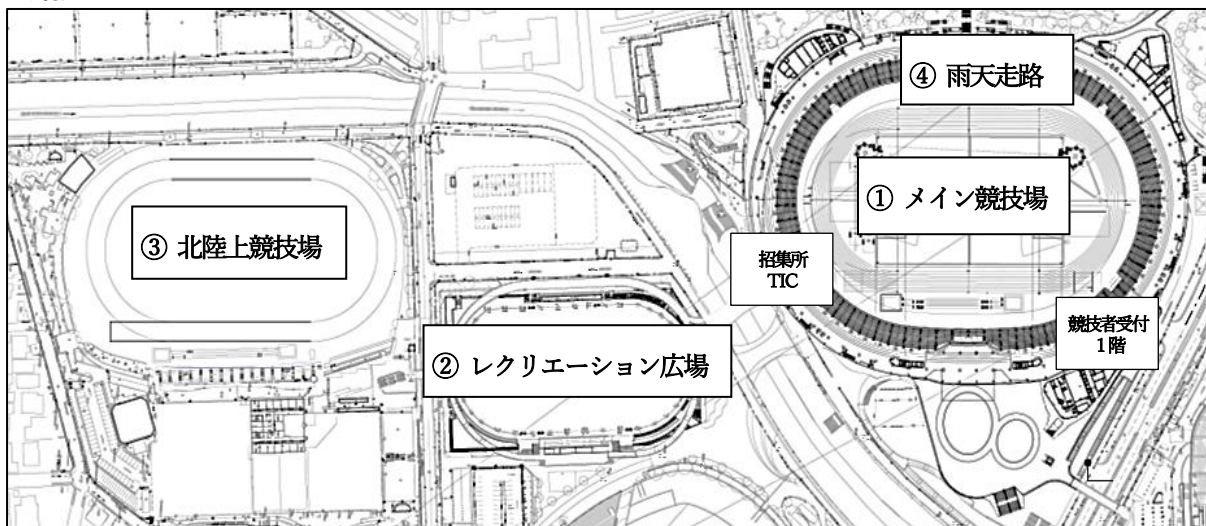 ④ 雨天走路
① メイン競技場
③ 北陸上競技場
招集所
TIC
競技者受付
1階
② レクリエーション広場